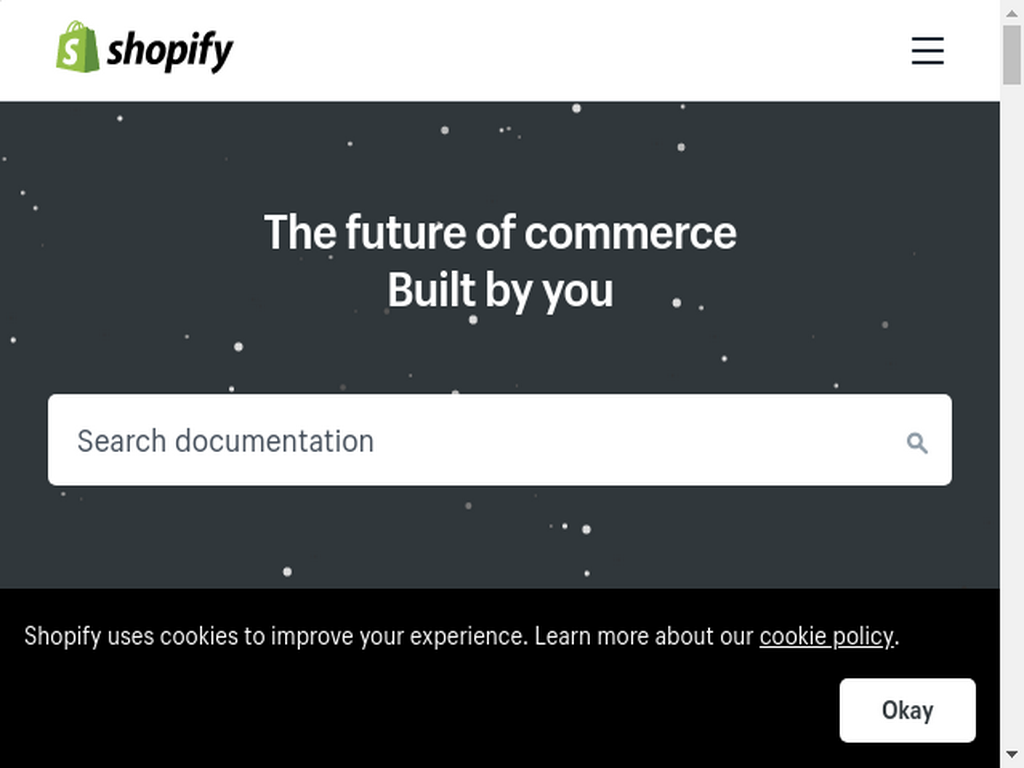 shopify
The future of commerce
Built by you
Search documentation
Shopify uses cookies to improve your experience. Learn more about our cookie policy.
Okay